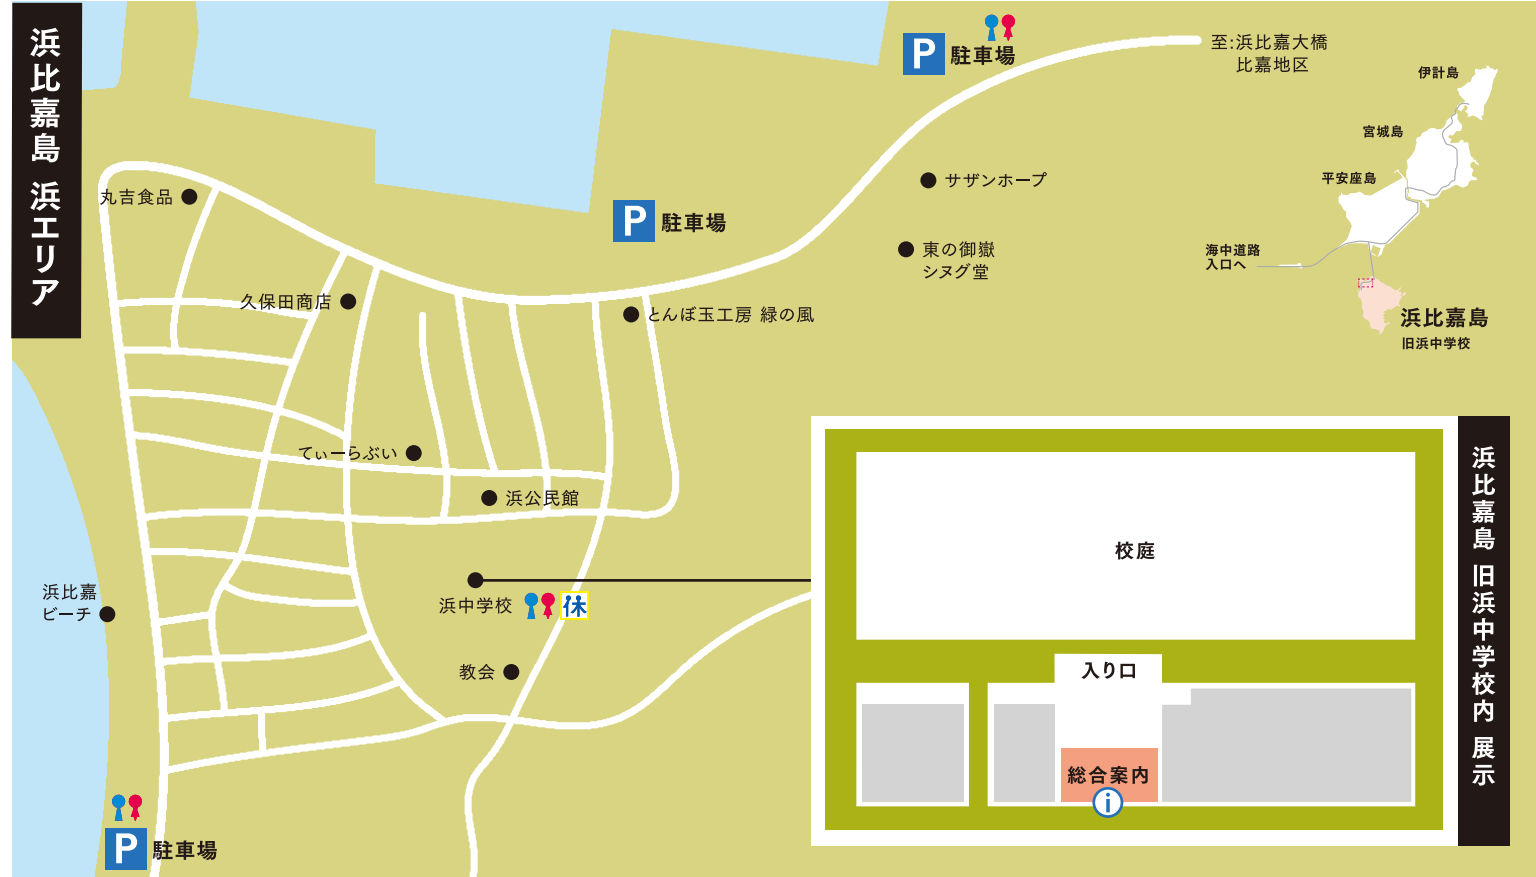 浜比嘉島 浜エリア
P 駐車場
至:浜比嘉大橋
比嘉地区
伊計島
宮城島
平安座島
海中道路
入口へ
浜比嘉島
旧浜中学校
サザンホープ
丸吉食品
P 駐車場
東の御嶽
シヌグ堂
久保田商店
とんぼ玉工房 緑の風
てぃーらぶい
浜公民館
浜比嘉
ビーチ
浜中学校 休
教会
P 駐車場
浜比嘉島 旧浜中学校内 展示
校庭
入り口
総合案内
i